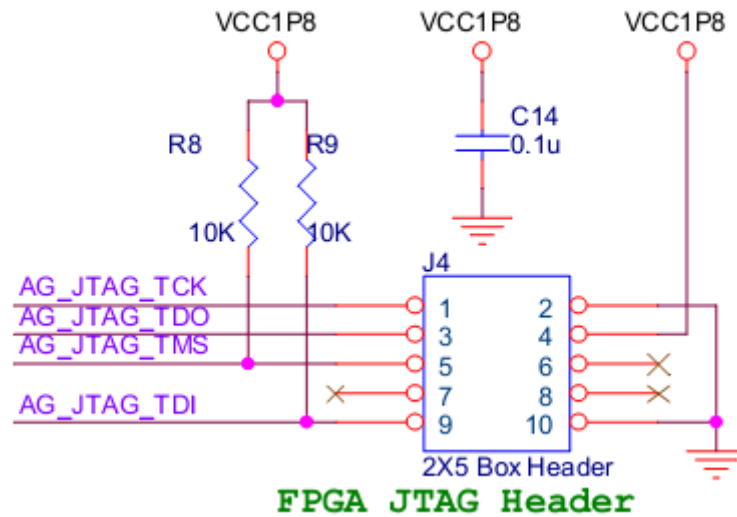 VCC1P8 VCC1P8 VCC1P8
C14
R8 R9 0.1u
10K 10K
J4
AG_JTAG_TCK 1 2
AG_JTAG_TDO 3 4
AG_JTAG_TMS 5 6
7 8
AG_JTAG_TDI 9 10
2X5 Box Header
FPGA JTAG Header